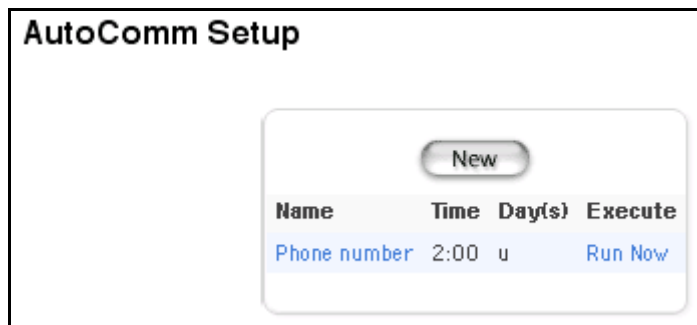 AutoComm Setup
New
Name Time Day(s) Execute
Phone number 2:00 u Run Now